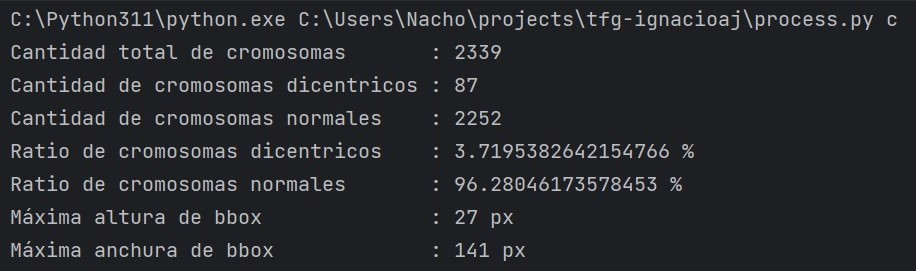 C:\Python311\python.exe C:\Users\Nacho\projects\tfg-ignacioaj\process.py c
Cantidad total de cromosomas        : 2339
Cantidad de cromosomas dicentricos : 87
Cantidad de cromosomas normales    : 2252
Ratio de cromosomas dicentricos    : 3.7195382642154766 %
Ratio de cromosomas normales       : 96.28046173578453 %
Máxima altura de bbox              : 27 px
Máxima anchura de bbox             : 141 px